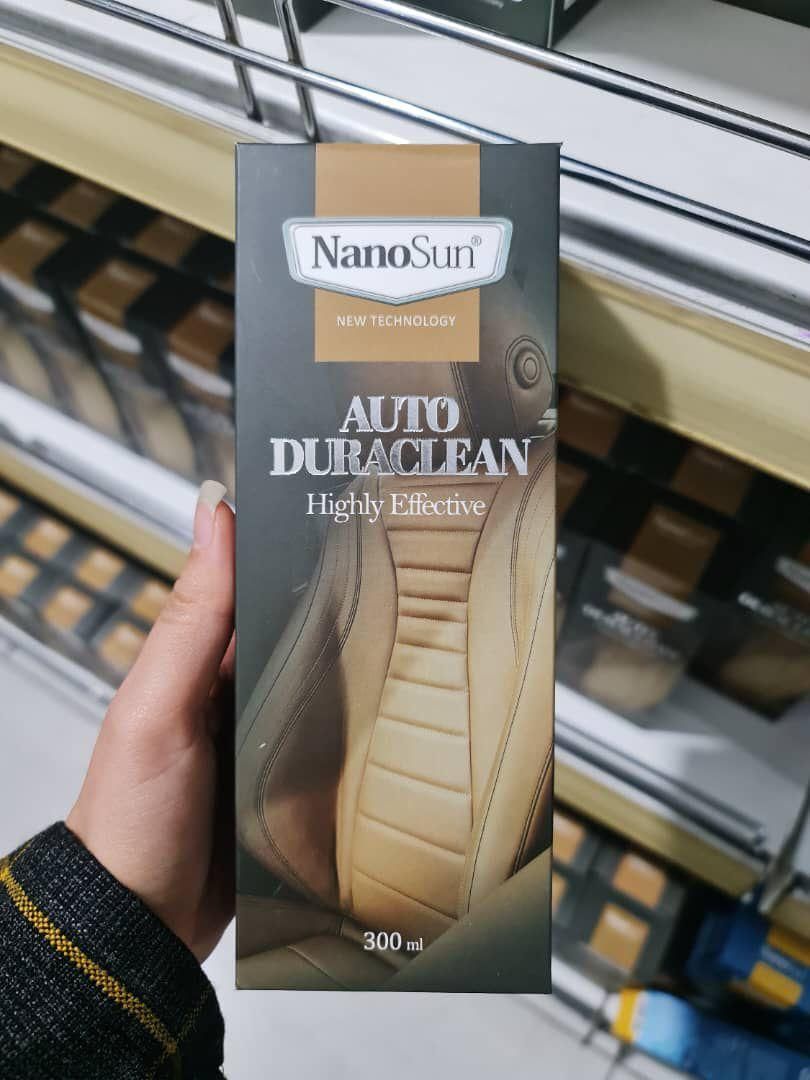 NanoSun®
NEW TECHNOLOGY
AUTO
DURACLEAN
Highly Effective
300 ml